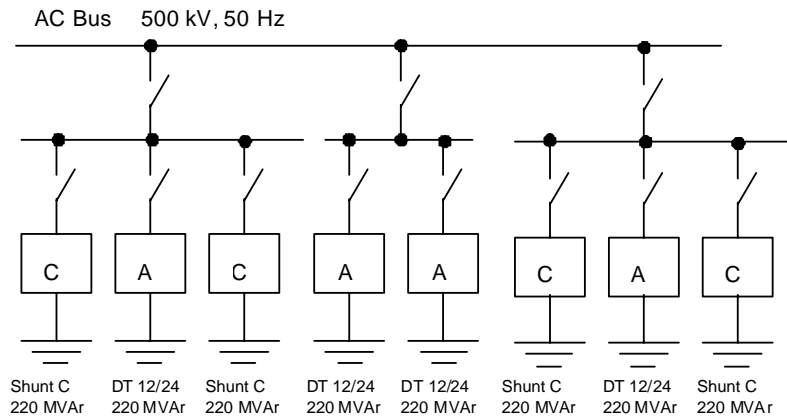 AC Bus 500 kV, 50 Hz
C A C A A C A C
Shunt C DT 12/24 Shunt C DT 12/24 DT 12/24 Shunt C DT 12/24 Shunt C
220 MVAr 220 MVAr 220 MVAr 220 MVAr 220 MVAr 220 MVAr 220 MVAr 220 MVAr